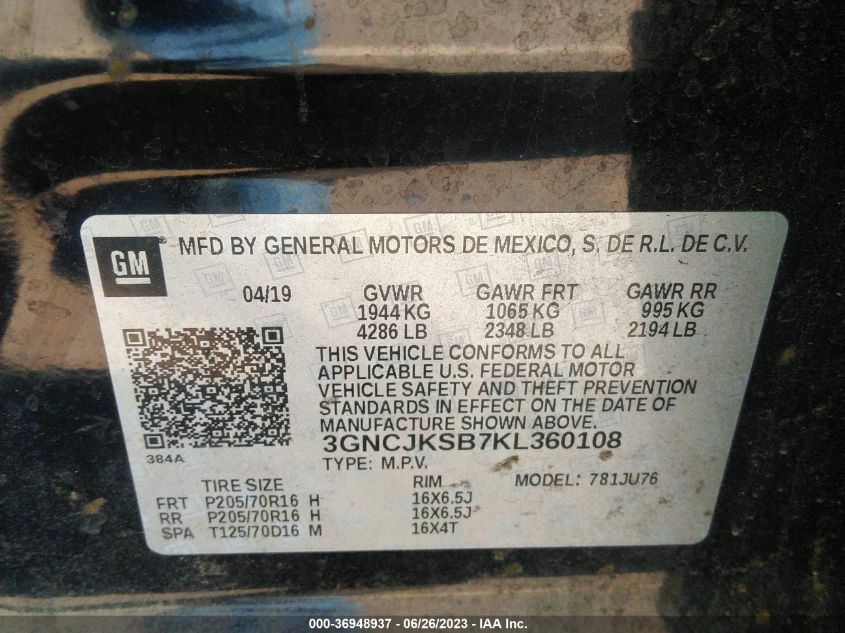 GM
MFD BY GENERAL MOTORS DE MEXICO, S. DE R.L. DE C.V.
04/19 GVWR GAWR FRT GAWR RR
1944 KG 1065 KG 995 KG
4286 LB 2348 LB 2194 LB
THIS VEHICLE CONFORMS TO ALL
APPLICABLE U.S. FEDERAL MOTOR
VEHICLE SAFETY AND THEFT PREVENTION
STANDARDS IN EFFECT ON THE DATE OF
MANUFACTURE SHOWN ABOVE.
384A
3GNCJKSB7KL360108
TYPE: M.P.V.
TIRE SIZE RIM MODEL: 781JU76
FRT P205/70R16 H 16X6.5J
RR P205/70R16 H 16X6.5J
SPA T125/70D16 M 16X4T
000-36948937 - 06/26/2023 - IAA Inc.